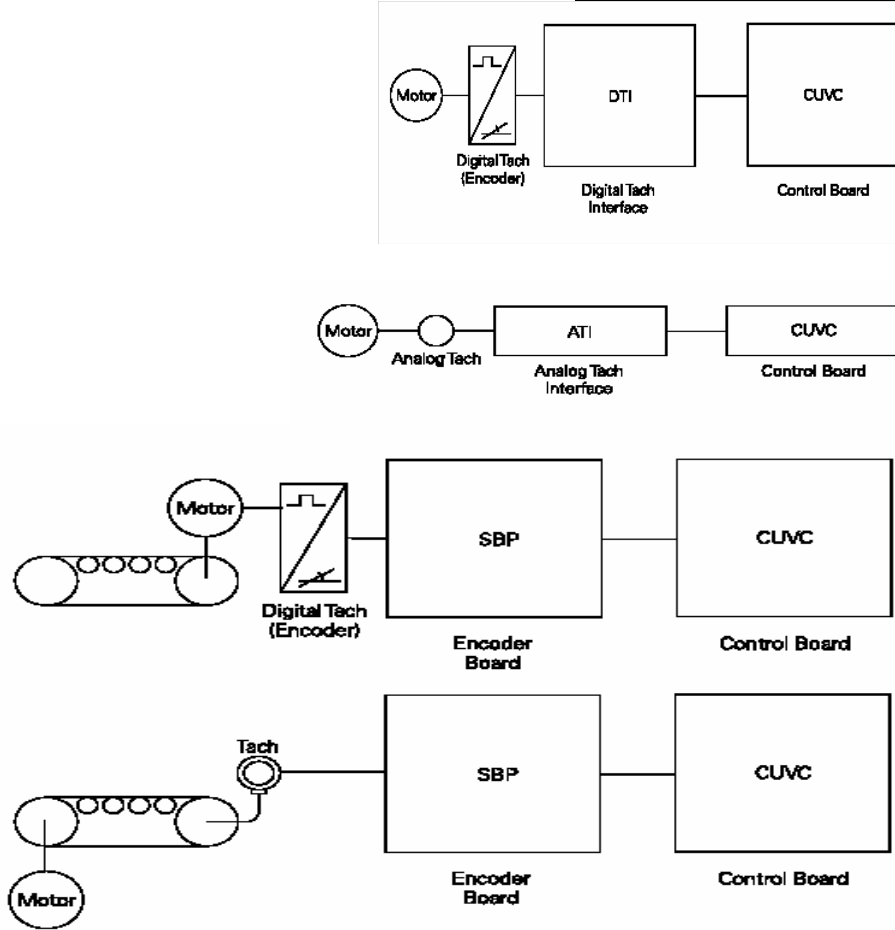 Motor
DTI
CUVC
Digital Tach
(Encoder)
Digital Tach
Interface
Control Board
Motor
ATI
CUVC
Analog Tach
Analog Tach
Interface
Control Board
Motor
SBP
CUVC
Digital Tach
(Encoder)
Encoder
Board
Control Board
Tach
SBP
CUVC
Motor
Encoder
Board
Control Board